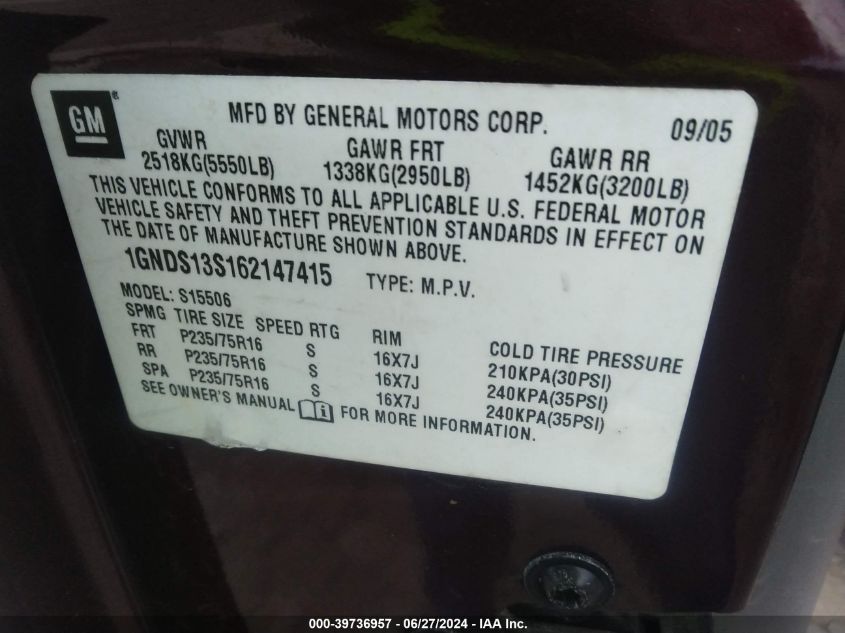 GM®
MFD BY GENERAL MOTORS CORP. 09/05
GVWR GAWR FRT GAWR RR
2518KG(5550LB) 1338KG(2950LB) 1452KG(3200LB)
THIS VEHICLE CONFORMS TO ALL APPLICABLE U.S. FEDERAL MOTOR
VEHICLE SAFETY AND THEFT PREVENTION STANDARDS IN EFFECT ON
THE DATE OF MANUFACTURE SHOWN ABOVE.
1GNDS13S162147415 TYPE: M.P.V.
MODEL: S15506
SPMG TIRE SIZE SPEED RTG RIM COLD TIRE PRESSURE
FRT P235/75R16 S 16X7J 210KPA(30PSI)
RR P235/75R16 S 16X7J 240KPA(35PSI)
SPA P235/75R16 S 16X7J 240KPA(35PSI)
SEE OWNER'S MANUAL i FOR MORE INFORMATION.
000-39736957 - 06/27/2024 - IAA Inc.